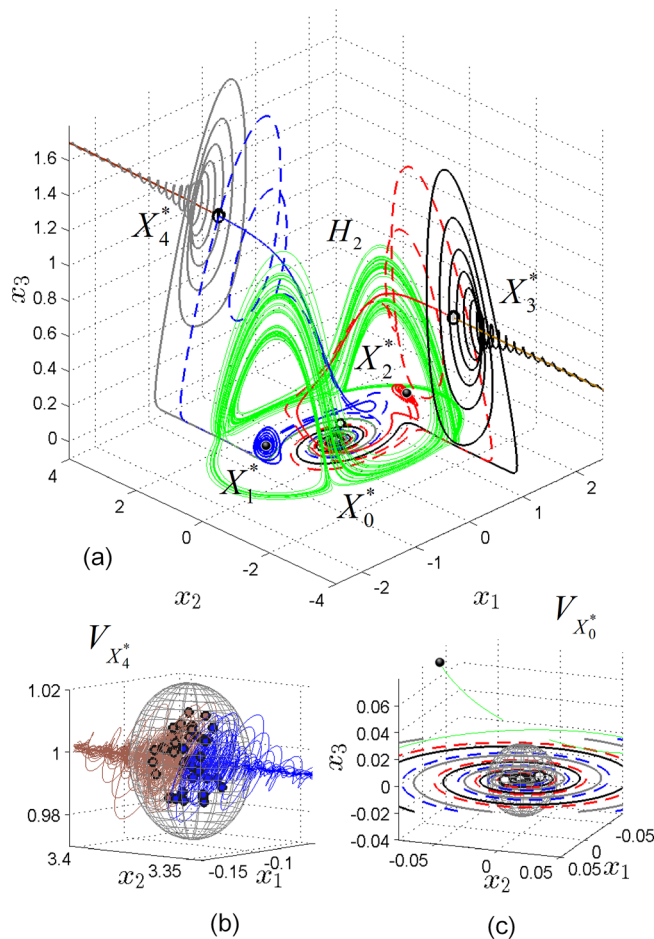 x₃
1.6
1.4
1.2
1
0.8
0.6
0.4
0.2
0
X₄*
H₂
X₃*
X₂*
X₁*
X₀*
4
2
0
-2
-4
x₂
-2
-1
0
1
2
x₁
(a)
V_{X₄*}
1.02
1
0.98
3.4
3.35
x₂
-0.15
-0.1
x₁
(b)
V_{X₀*}
x₃
0.06
0.04
0.02
0
-0.02
-0.04
-0.05
0
0.05
x₂
0.05
0
-0.05
x₁
(c)